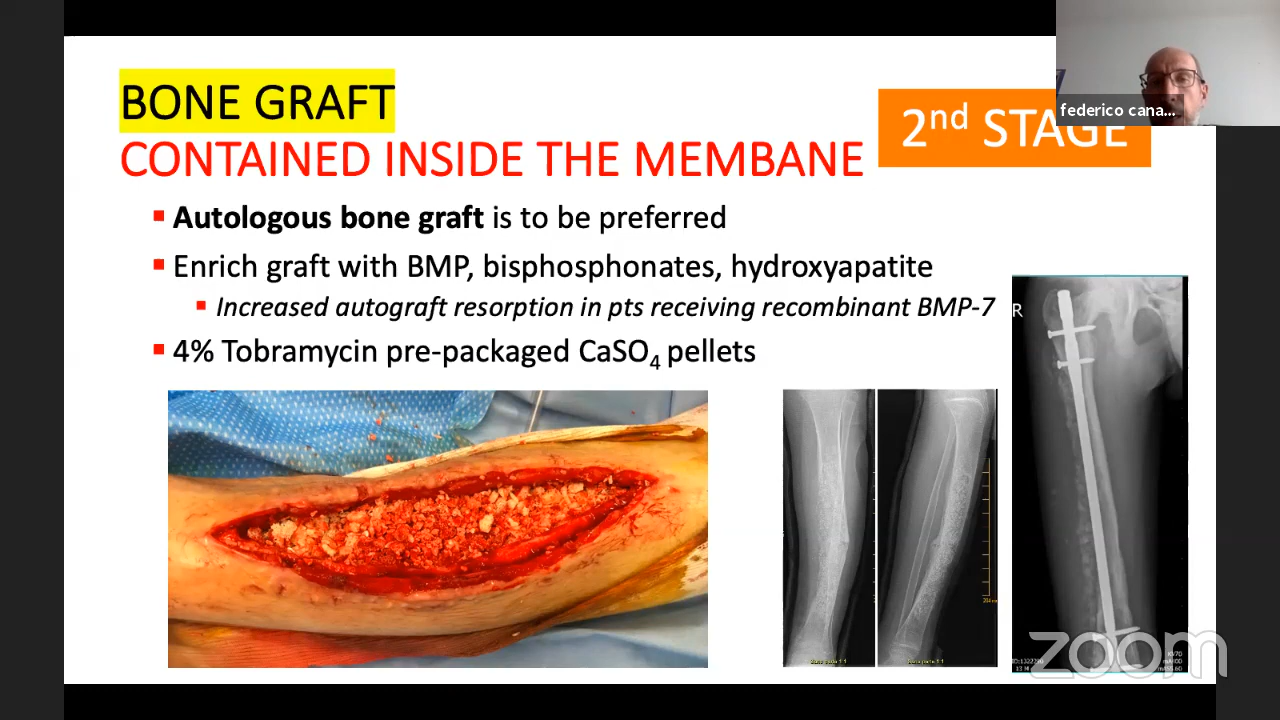 BONE GRAFT
CONTAINED INSIDE THE MEMBANE
2nd STAGE
federico cana...
▪ Autologous bone graft is to be preferred
▪ Enrich graft with BMP, bisphosphonates, hydroxyapatite
▪ Increased autograft resorption in pts receiving recombinant BMP-7
▪ 4% Tobramycin pre-packaged CaSO4 pellets
R
zoom